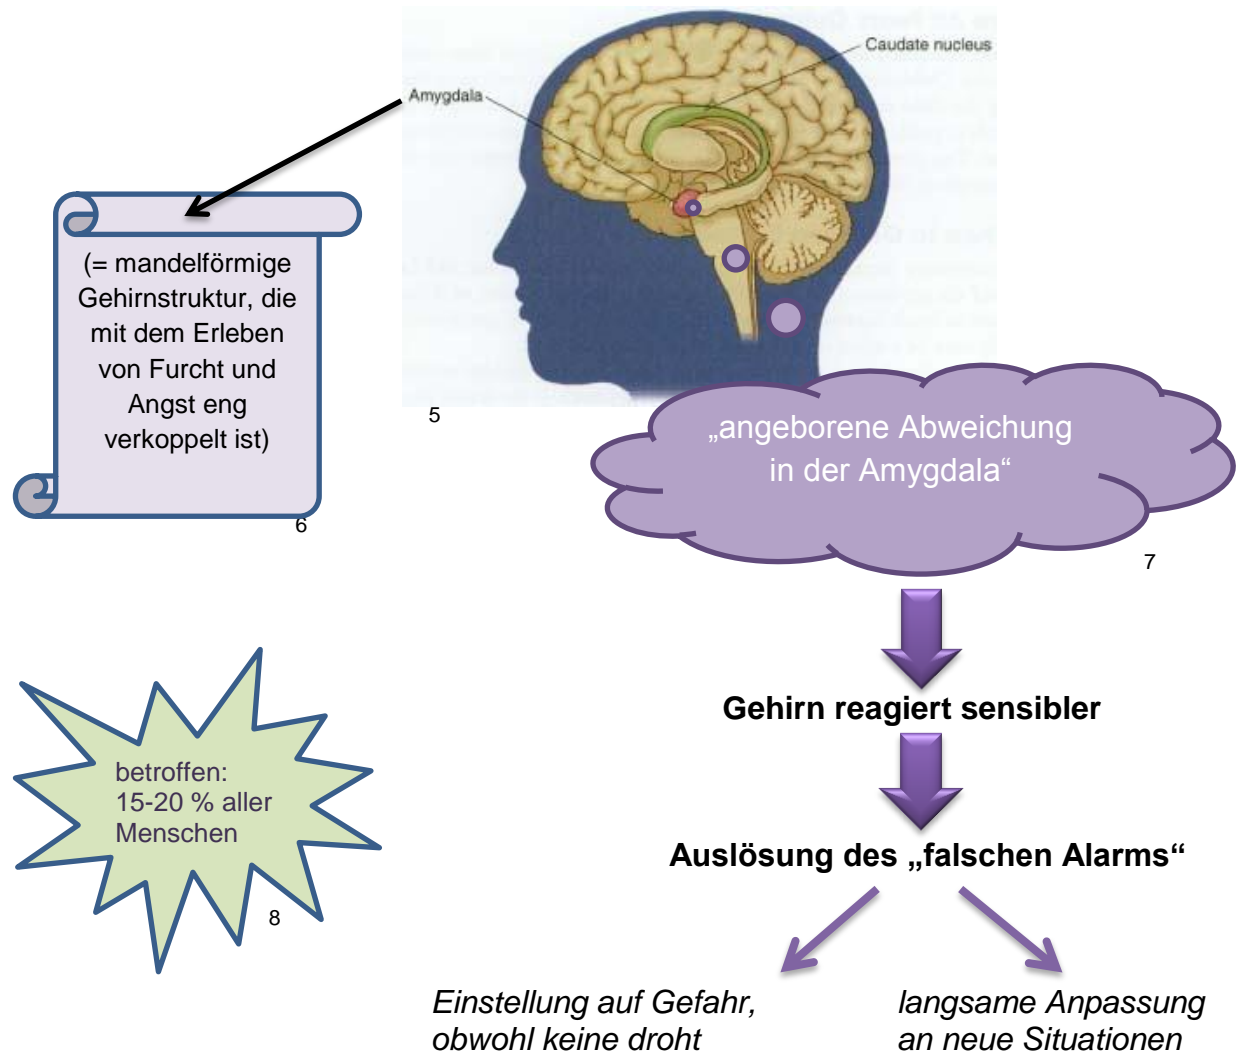 Caudate nucleus
Amygdala
(= mandelförmige
Gehirnstruktur, die
mit dem Erleben
von Furcht und
Angst eng
verkoppelt ist)
6
5
„angeborene Abweichung
in der Amygdala“
7
Gehirn reagiert sensibler
betroffen:
15-20 % aller
Menschen
8
Auslösung des „falschen Alarms“
Einstellung auf Gefahr,
obwohl keine droht
langsame Anpassung
an neue Situationen